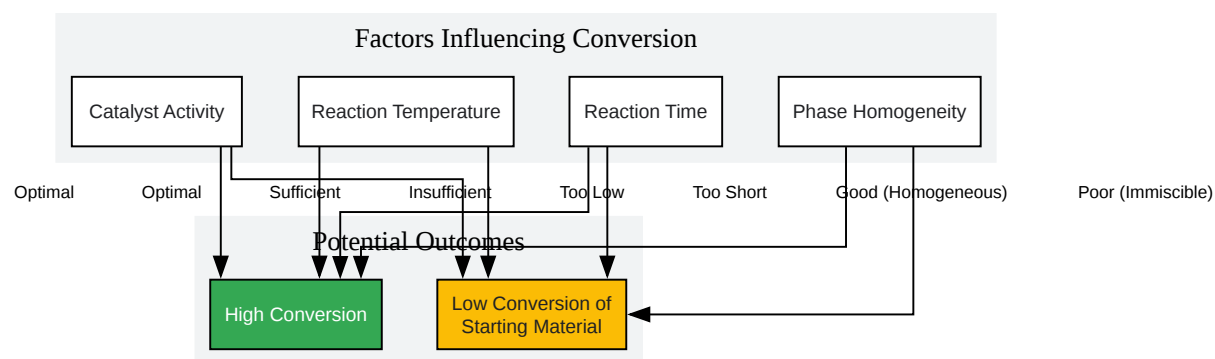 Factors Influencing Conversion
Catalyst Activity
Reaction Temperature
Reaction Time
Phase Homogeneity
Optimal
Optimal
Sufficient
Insufficient
Too Low
Too Short
Good (Homogeneous)
Poor (Immiscible)
Potential Outcomes
High Conversion
Low Conversion of
Starting Material